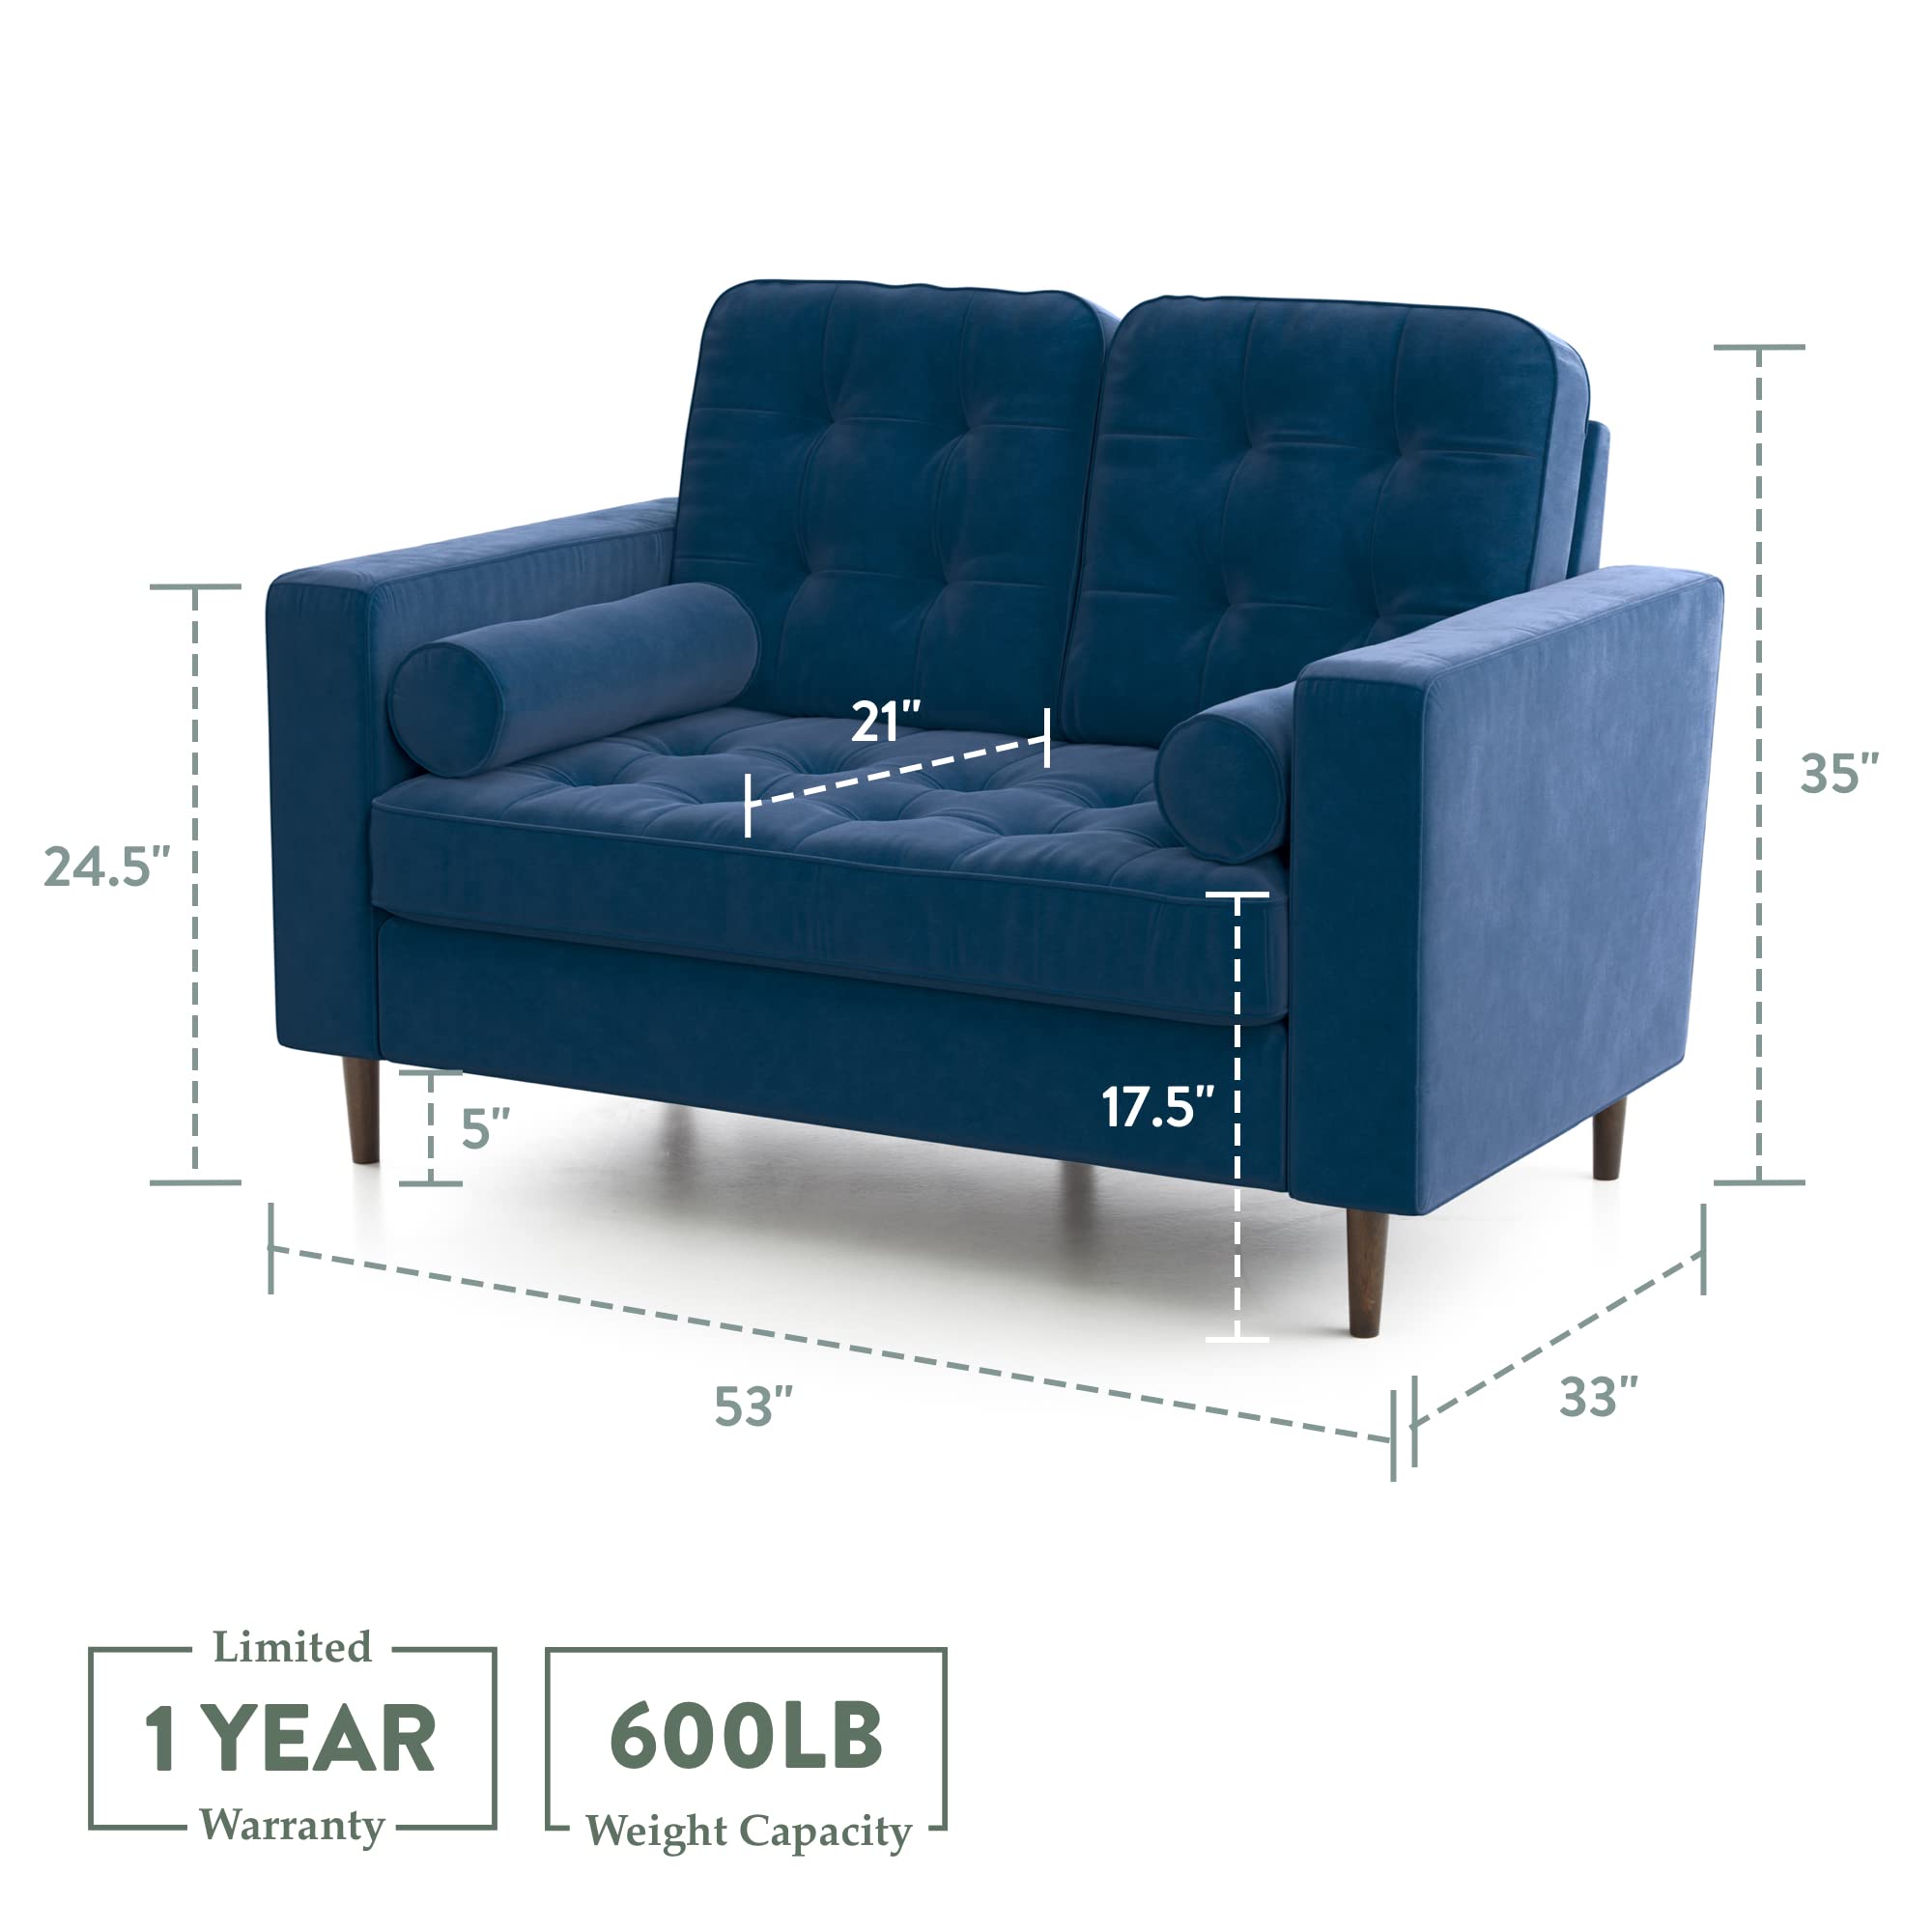 21"
35"
24.5"
17.5"
5"
53"
33"
Limited
1 YEAR
Warranty
600LB
Weight Capacity